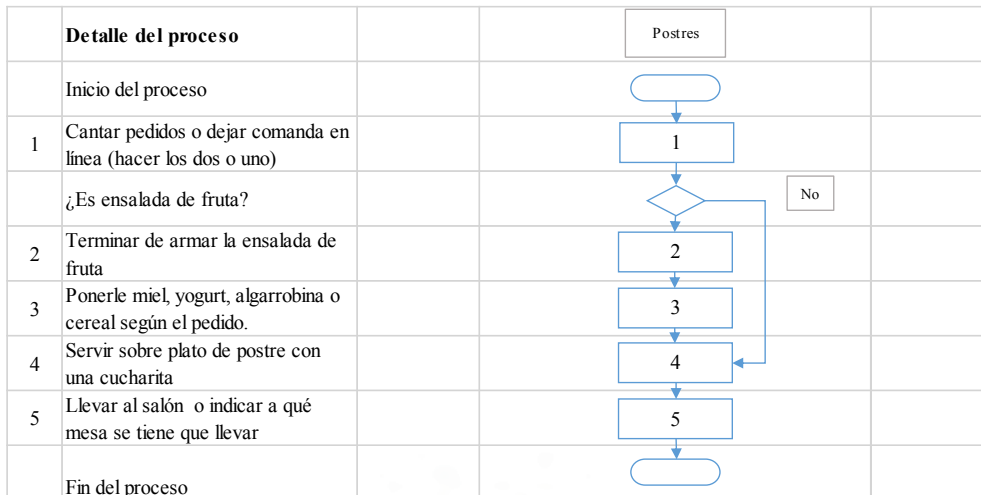 Detalle del proceso
Postres
Inicio del proceso
1
Cantar pedidos o dejar comanda en
línea (hacer los dos o uno)
1
¿Es ensalada de fruta?
No
2
Terminar de armar la ensalada de
fruta
2
3
Ponerle miel, yogurt, algarrobina o
cereal según el pedido.
3
4
Servir sobre plato de postre con
una cucharita
4
5
Llevar al salón o indicar a qué
mesa se tiene que llevar
5
Fin del proceso